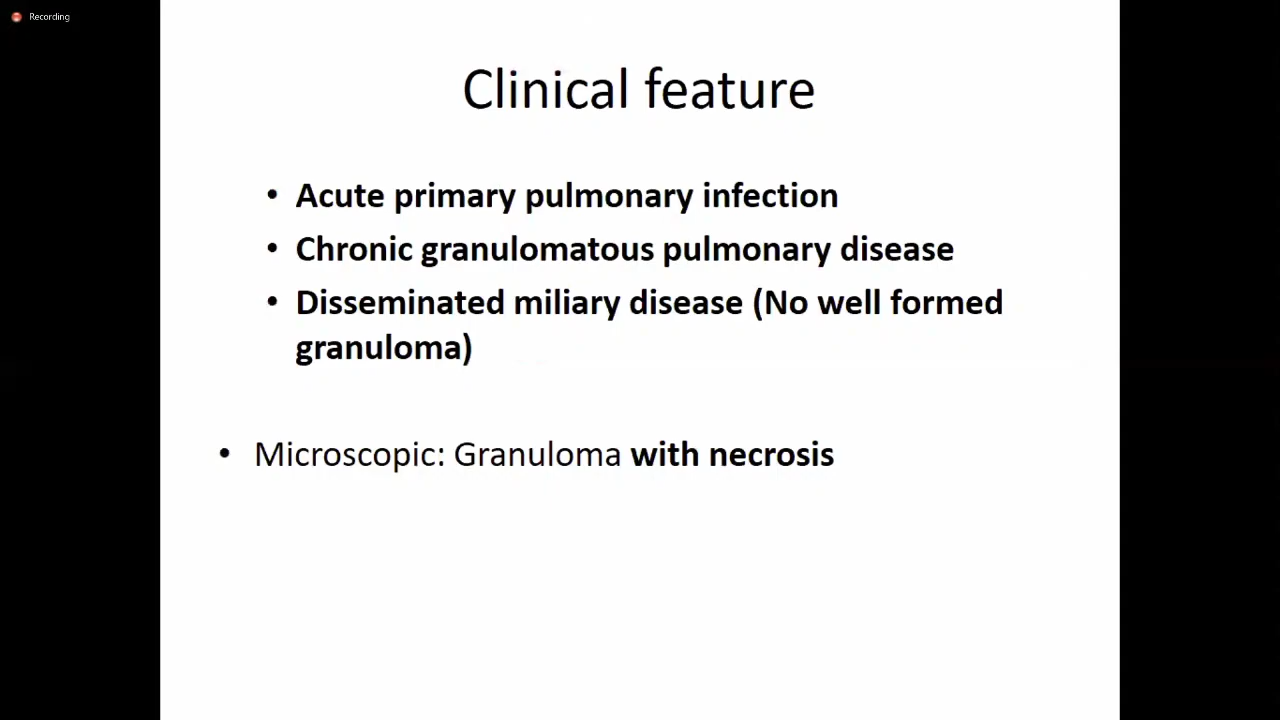 Recording
Clinical feature
• Acute primary pulmonary infection
• Chronic granulomatous pulmonary disease
• Disseminated miliary disease (No well formed
granuloma)
• Microscopic: Granuloma with necrosis